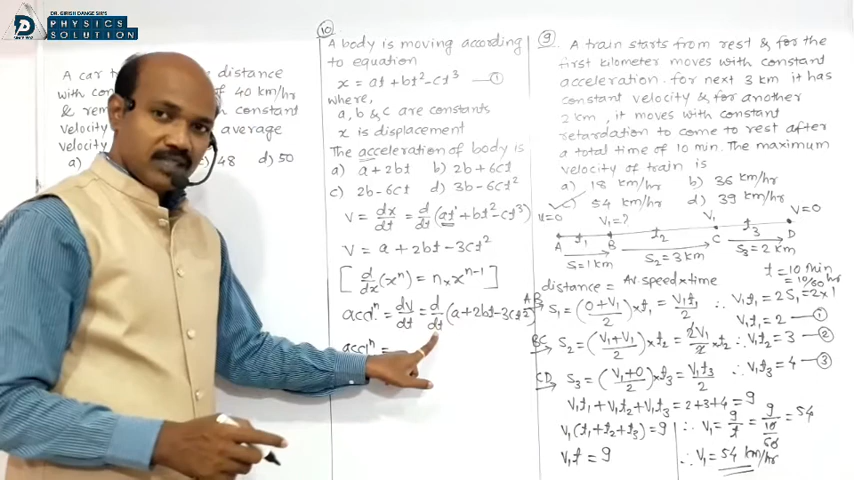 DR. GIRISH DANGE SIR'S
PHYSICS
SOLUTION
D
A car t distance
with con of 40 km/hr
& rem constant
velocity average
velocity
a) 48 d) 50
⑩
A body is moving according
to equation
x = at + bt² - ct³ —①
where,
a, b & c are constants
x is displacement
The acceleration of body is
a) a + 2bt b) 2b + 6ct
c) 2b - 6ct d) 3b - 6ct²
V = dx/dt = d/dt (at¹ + bt² - ct³)
V = a + 2bt - 3ct²
[ d/dx (xⁿ) = n x xⁿ⁻¹ ]
accⁿ = dv/dt = d/dt (a + 2bt - 3ct²)
accⁿ =
⑨
A train starts from rest & for the
first kilometer moves with constant
acceleration. for next 3 km it has
constant velocity & for another
2 km, it moves with constant
retardation to come to rest after
a total time of 10 min. The maximum
velocity of train is
a) 18 km/hr b) 36 km/hr
c) 54 km/hr d) 39 km/hr
u=0 V₁=? V₁ V=0
A t₁ B t₂ C t₃ D
S=1km S₂=3km S₃=2km
t = 10 min
= 10/60 hr
distance = Av. speed x time
AB S₁ = (0+V₁/2) x t₁ = V₁t₁/2 ∴ V₁t₁ = 2S₁ = 2x1
V₁t₁ = 2 —①
BC S₂ = (V₁+V₁/2) x t₂ = 2V₁/2 x t₂ ∴ V₁t₂ = 3 —②
CD S₃ = (V₁+0/2) x t₃ = V₁t₃/2 ∴ V₁t₃ = 4 —③
V₁t₁ + V₁t₂ + V₁t₃ = 2+3+4 = 9
V₁(t₁+t₂+t₃) = 9 ∴ V₁ = 9/t = 9/(10/60) = 54
V₁t = 9 ∴ V₁ = 54 km/hr